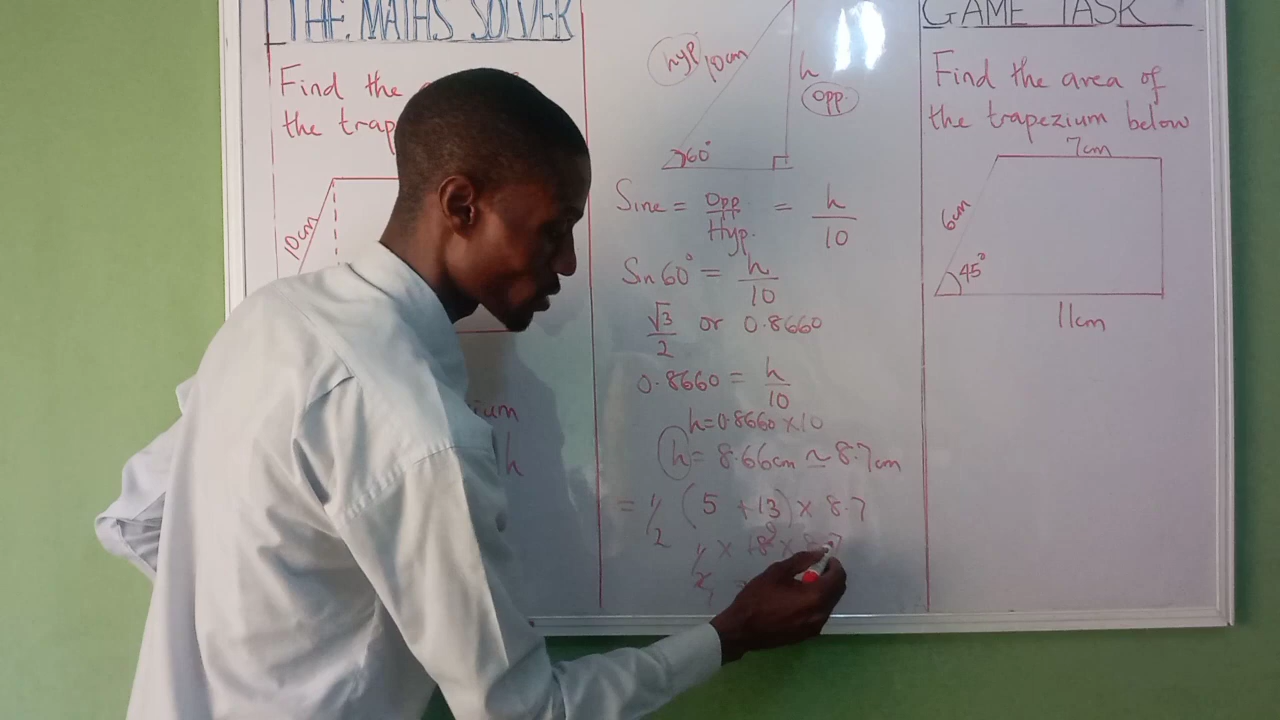 THE MATHS SOLVER
Find the
the trap
10cm
ium
h
hyp 10cm
h
opp.
60°
Sine = Opp. / Hyp. = h / 10
Sin 60° = h / 10
√3 / 2 or 0.8660
0.8660 = h / 10
h = 0.8660 × 10
h = 8.66cm ≃ 8.7cm
= 1/2 (5 + 13) × 8.7
1/2 × 18 9 ×
GAME TASK
Find the area of
the trapezium below
7cm
6cm
45°
11cm